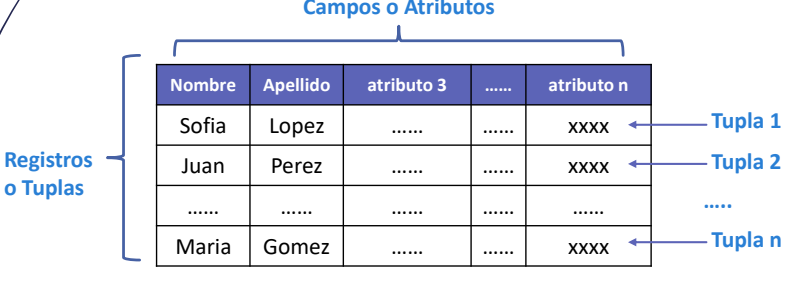 Campos o Atributos
Nombre Apellido atributo 3 ...... atributo n
Sofia Lopez ...... ...... xxxx Tupla 1
Registros
o Tuplas
Juan Perez ...... ...... xxxx Tupla 2
...... ...... ...... ...... ...... .....
Maria Gomez ...... ...... xxxx Tupla n